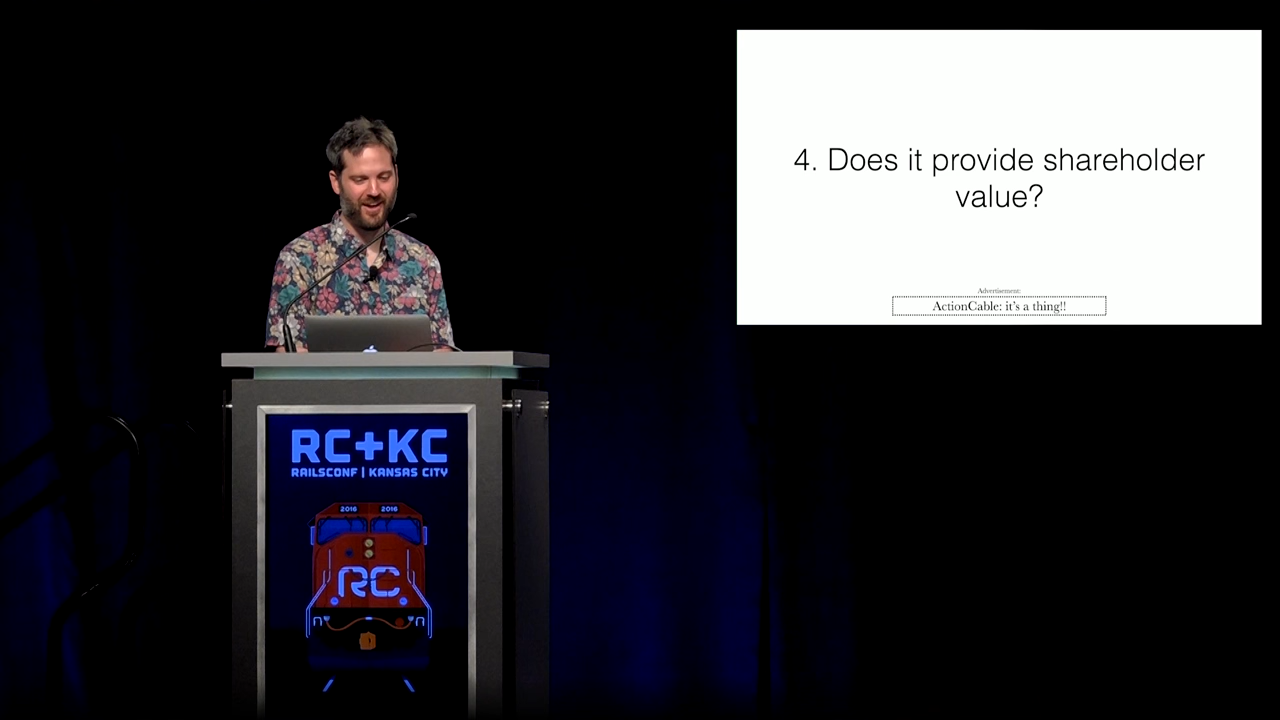 4. Does it provide shareholder
value?
Advertisement:
ActionCable: it's a thing!!
RC+KC
RAILSCONF | KANSAS CITY
2016 2016
RC